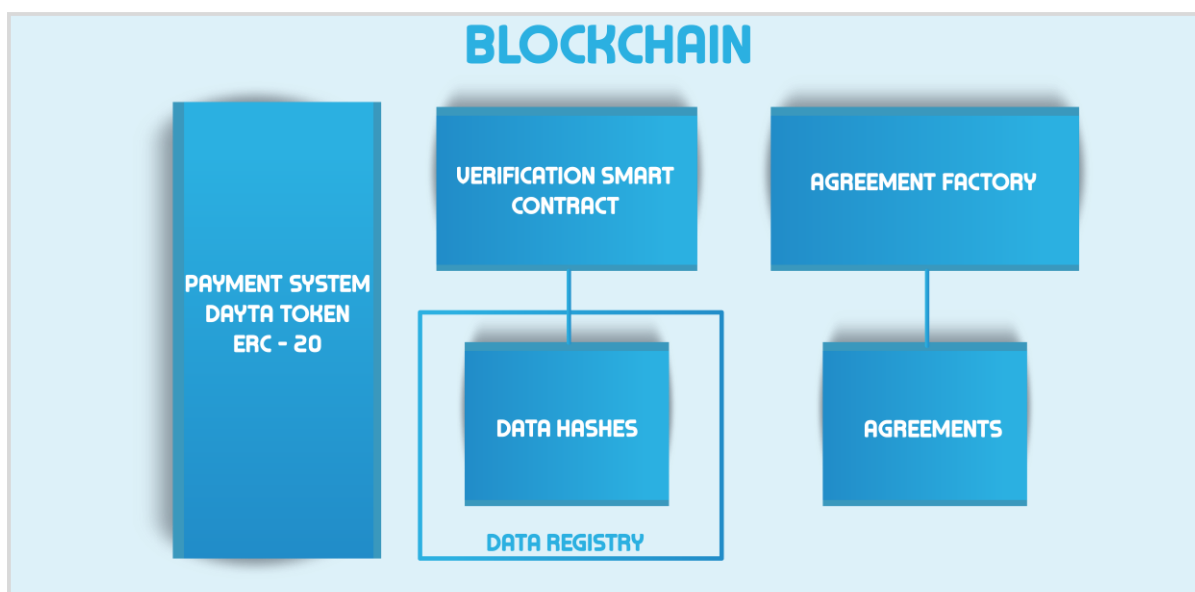 BLOCKCHAIN
PAYMENT SYSTEM
DAYTA TOKEN
ERC - 20
VERIFICATION SMART
CONTRACT
DATA HASHES
DATA REGISTRY
AGREEMENT FACTORY
AGREEMENTS